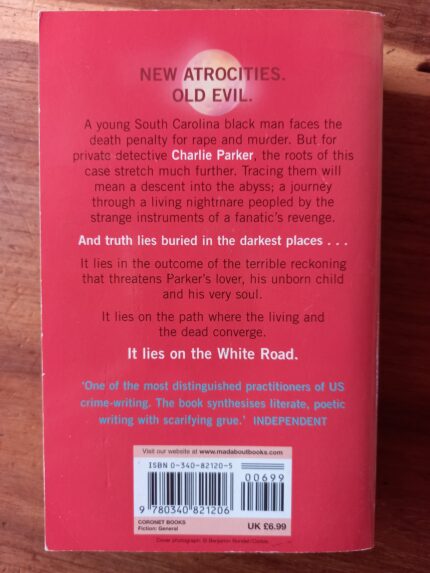 NEW ATROCITIES.
OLD EVIL.
A young South Carolina black man faces the
death penalty for rape and murder. But for
private detective Charlie Parker, the roots of this
case stretch much further. Tracing them will
mean a descent into the abyss; a journey
through a living nightmare peopled by the
strange instruments of a fanatic's revenge.
And truth lies buried in the darkest places . . .
It lies in the outcome of the terrible reckoning
that threatens Parker's lover, his unborn child
and his very soul.
It lies on the path where the living and
the dead converge.
It lies on the White Road.
'One of the most distinguished practitioners of US
crime-writing. The book synthesises literate, poetic
writing with scarifying grue.' INDEPENDENT
Visit our website at www.madaboutbooks.com
ISBN 0-340-82120-5
00699
9 780340 821206
CORONET BOOKS
Fiction: General
UK £6.99
Cover photograph: © Benjamin Rondel/Corbis